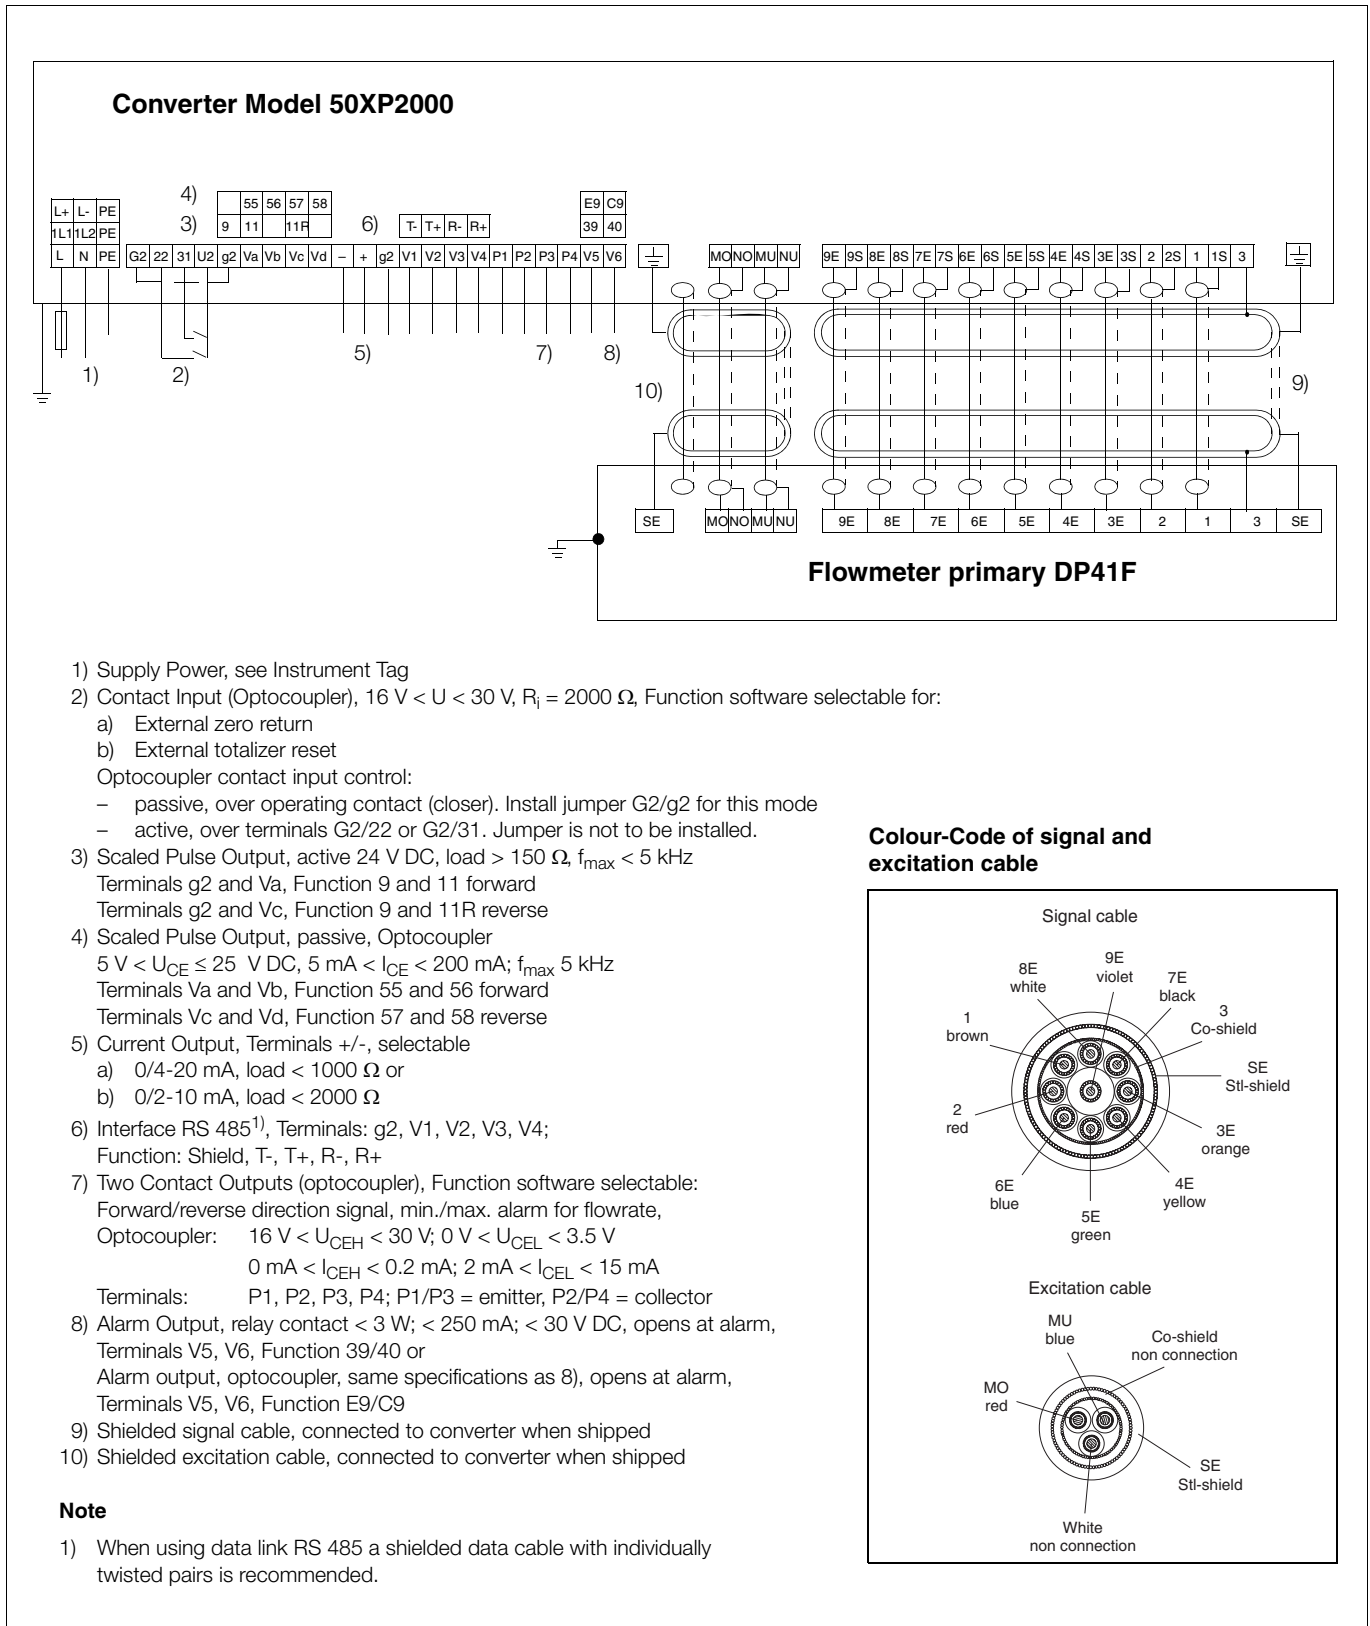 Converter Model 50XP2000
4) 55 56 57 58 E9 C9
L+ L- PE 3) 9 11 11R 6) T- T+ R- R+ 39 40
1L1 1L2 PE
L N PE G2 22 31 U2 g2 Va Vb Vc Vd – + g2 V1 V2 V3 V4 P1 P2 P3 P4 V5 V6 MO NO MU NU 9E 9S 8E 8S 7E 7S 6E 6S 5E 5S 4E 4S 3E 3S 2 2S 1 1S 3
1) 2) 5) 7) 8) 10) 9)
SE MO NO MU NU 9E 8E 7E 6E 5E 4E 3E 2 1 3 SE
Flowmeter primary DP41F
1) Supply Power, see Instrument Tag
2) Contact Input (Optocoupler), 16 V < U < 30 V, Ri = 2000 Ω, Function software selectable for:
a) External zero return
b) External totalizer reset
Optocoupler contact input control:
– passive, over operating contact (closer). Install jumper G2/g2 for this mode
– active, over terminals G2/22 or G2/31. Jumper is not to be installed.
3) Scaled Pulse Output, active 24 V DC, load > 150 Ω, fmax < 5 kHz
Terminals g2 and Va, Function 9 and 11 forward
Terminals g2 and Vc, Function 9 and 11R reverse
4) Scaled Pulse Output, passive, Optocoupler
5 V < UCE ≤ 25 V DC, 5 mA < ICE < 200 mA; fmax 5 kHz
Terminals Va and Vb, Function 55 and 56 forward
Terminals Vc and Vd, Function 57 and 58 reverse
5) Current Output, Terminals +/-, selectable
a) 0/4-20 mA, load < 1000 Ω or
b) 0/2-10 mA, load < 2000 Ω
6) Interface RS 485¹⁾, Terminals: g2, V1, V2, V3, V4;
Function: Shield, T-, T+, R-, R+
7) Two Contact Outputs (optocoupler), Function software selectable:
Forward/reverse direction signal, min./max. alarm for flowrate,
Optocoupler: 16 V < UCEH < 30 V; 0 V < UCEL < 3.5 V
0 mA < ICEH < 0.2 mA; 2 mA < ICEL < 15 mA
Terminals: P1, P2, P3, P4; P1/P3 = emitter, P2/P4 = collector
8) Alarm Output, relay contact < 3 W; < 250 mA; < 30 V DC, opens at alarm,
Terminals V5, V6, Function 39/40 or
Alarm output, optocoupler, same specifications as 8), opens at alarm,
Terminals V5, V6, Function E9/C9
9) Shielded signal cable, connected to converter when shipped
10) Shielded excitation cable, connected to converter when shipped
Note
1) When using data link RS 485 a shielded data cable with individually
twisted pairs is recommended.
Colour-Code of signal and
excitation cable
Signal cable
9E
violet
8E
white
7E
black
1
brown
3
Co-shield
SE
Stl-shield
2
red
3E
orange
6E
blue
4E
yellow
5E
green
Excitation cable
MU
blue
Co-shield
non connection
MO
red
SE
Stl-shield
White
non connection